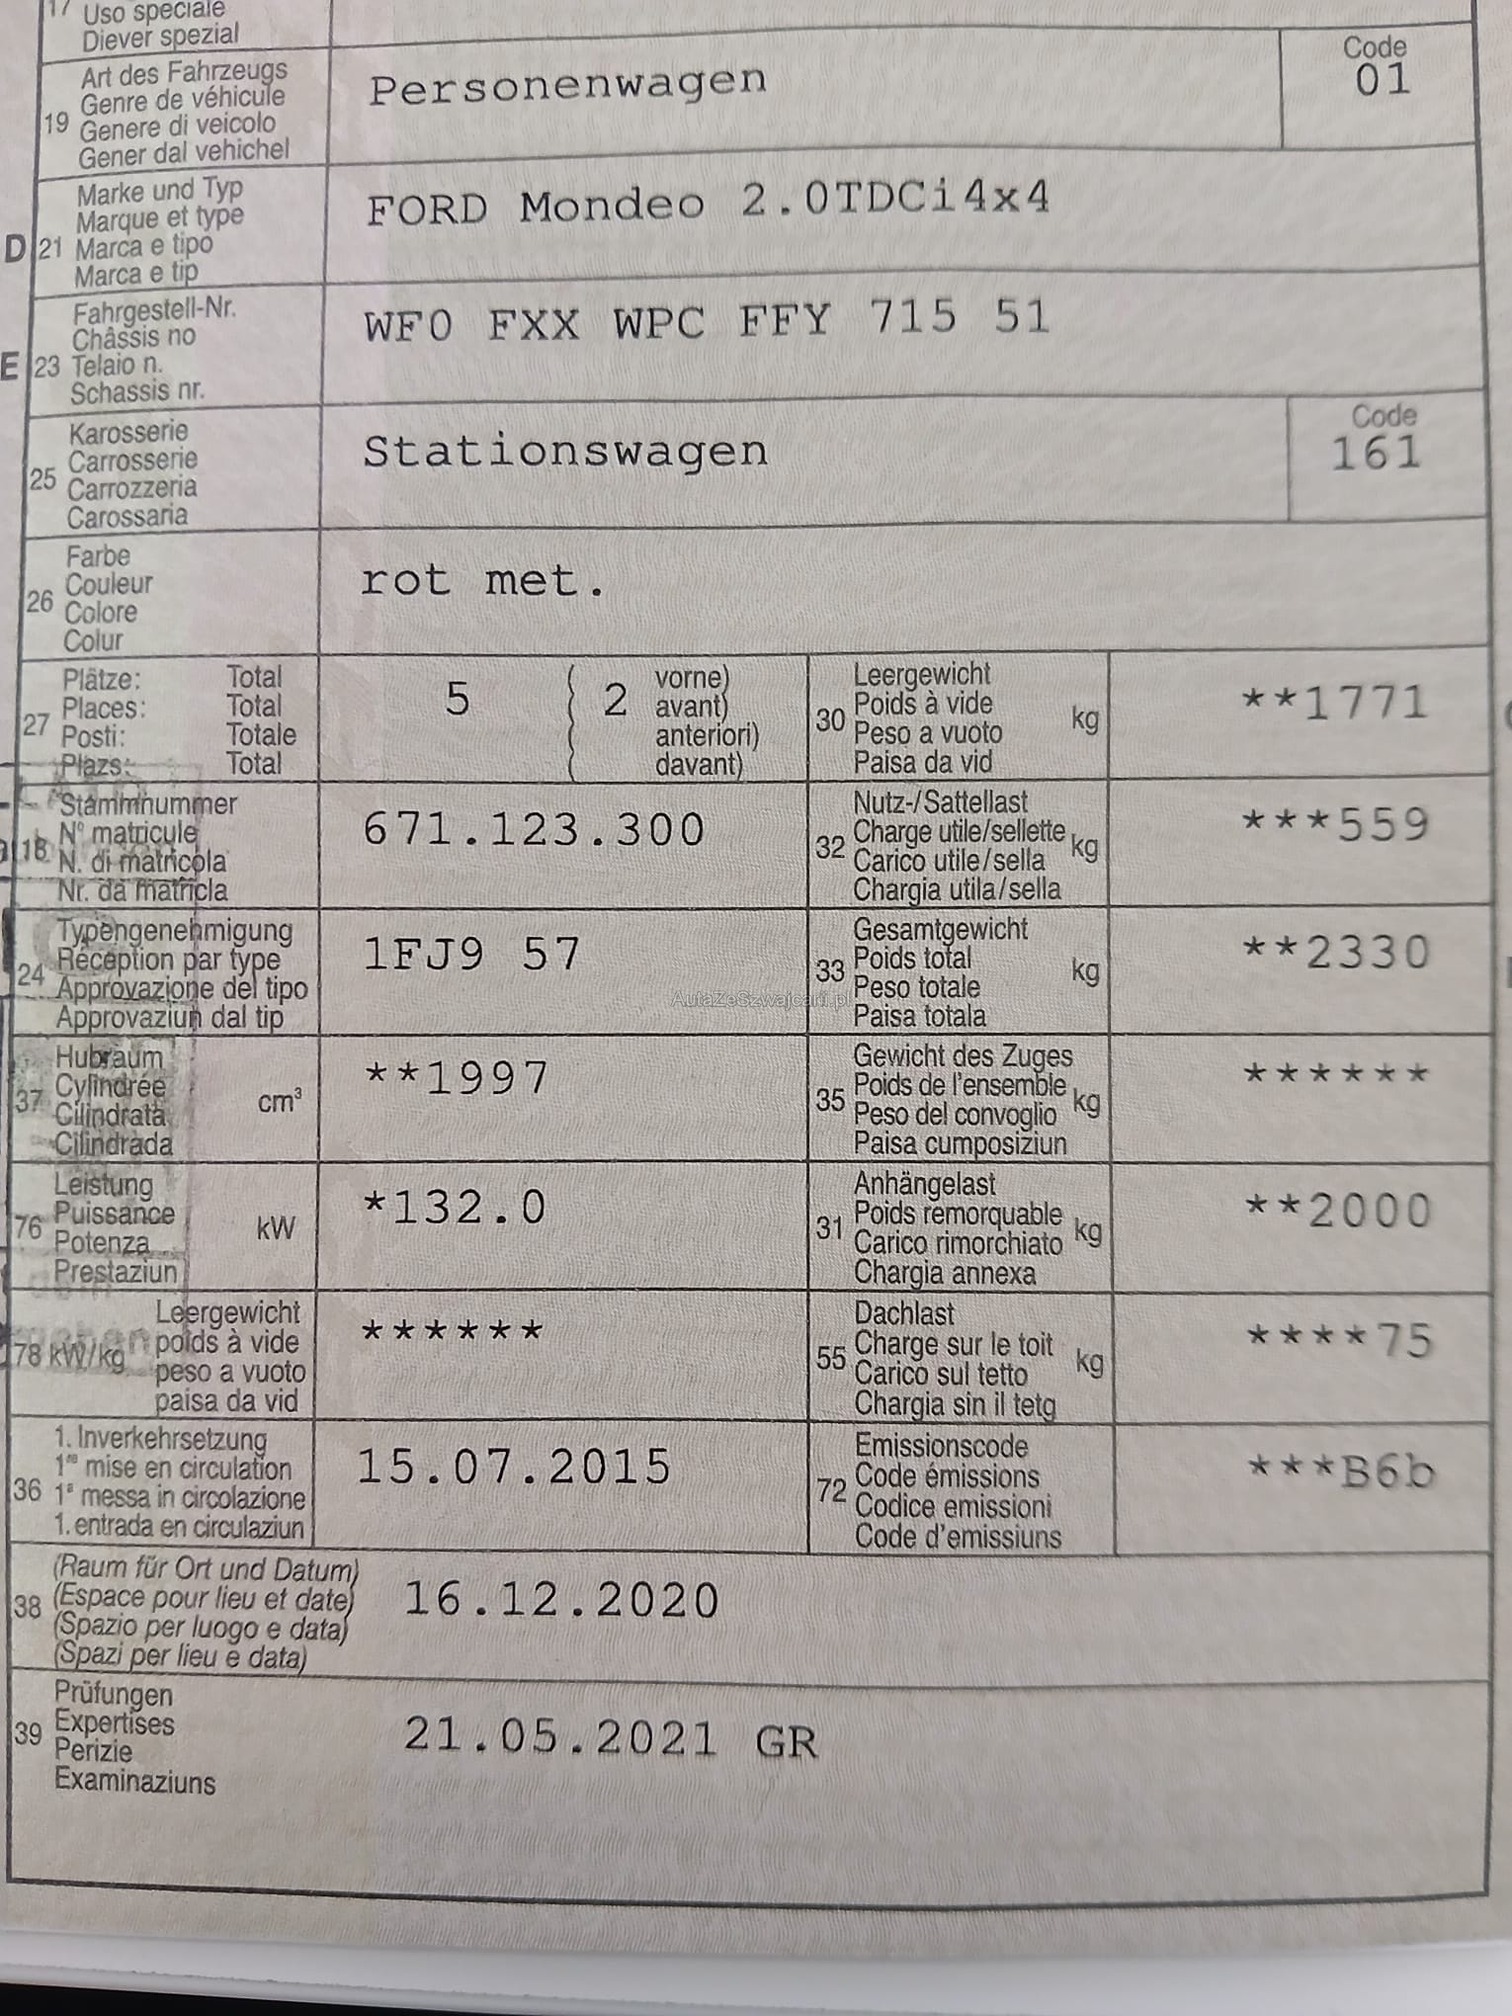 17 Uso speciale
Diever spezial
Art des Fahrzeugs
Genre de véhicule
19 Genere di veicolo
Gener dal vehichel
Personenwagen
Code
01
Marke und Typ
Marque et type
D 21 Marca e tipo
Marca e tip
FORD Mondeo 2.0TDCi4x4
Fahrgestell-Nr.
Châssis no
E 23 Telaio n.
Schassis nr.
WF0 FXX WPC FFY 715 51
Karosserie
Carrosserie
25 Carrozzeria
Carossaria
Stationswagen
Code
161
Farbe
Couleur
26 Colore
Colur
rot met.
Plätze: Total
Places: Total
27 Posti: Totale
Plazs: Total
5 2 vorne)
avant)
anteriori)
davant)
Leergewicht
30 Poids à vide kg
Peso a vuoto
Paisa da vid
**1771
Stammnummer
18 N° matricule
N. di matricola
Nr. da matricla
671.123.300
Nutz-/Sattellast
32 Charge utile/sellette kg
Carico utile/sella
Chargia utila/sella
***559
Typengenehmigung
24 Réception par type
Approvazione del tipo
Approvaziun dal tip
1FJ9 57
Gesamtgewicht
33 Poids total kg
Peso totale
Paisa totala
**2330
AutaZeSzwajcarii.pl
Hubraum
37 Cylindrée cm³
Cilindrata
Cilindrada
**1997
Gewicht des Zuges
35 Poids de l'ensemble kg
Peso del convoglio
Paisa cumposiziun
******
Leistung
76 Puissance kW
Potenza
Prestaziun
*132.0
Anhängelast
31 Poids remorquable kg
Carico rimorchiato
Chargia annexa
**2000
Leergewicht
78 kW/kg poids à vide
peso a vuoto
paisa da vid
******
Dachlast
55 Charge sur le toit kg
Carico sul tetto
Chargia sin il tetg
****75
1. Inverkehrsetzung
1re mise en circulation
36 1a messa in circolazione
1. entrada en circulaziun
15.07.2015
Emissionscode
72 Code émissions
Codice emissioni
Code d'emissiuns
***B6b
(Raum für Ort und Datum)
38 (Espace pour lieu et date)
(Spazio per luogo e data)
(Spazi per lieu e data)
16.12.2020
Prüfungen
39 Expertises
Perizie
Examinaziuns
21.05.2021 GR